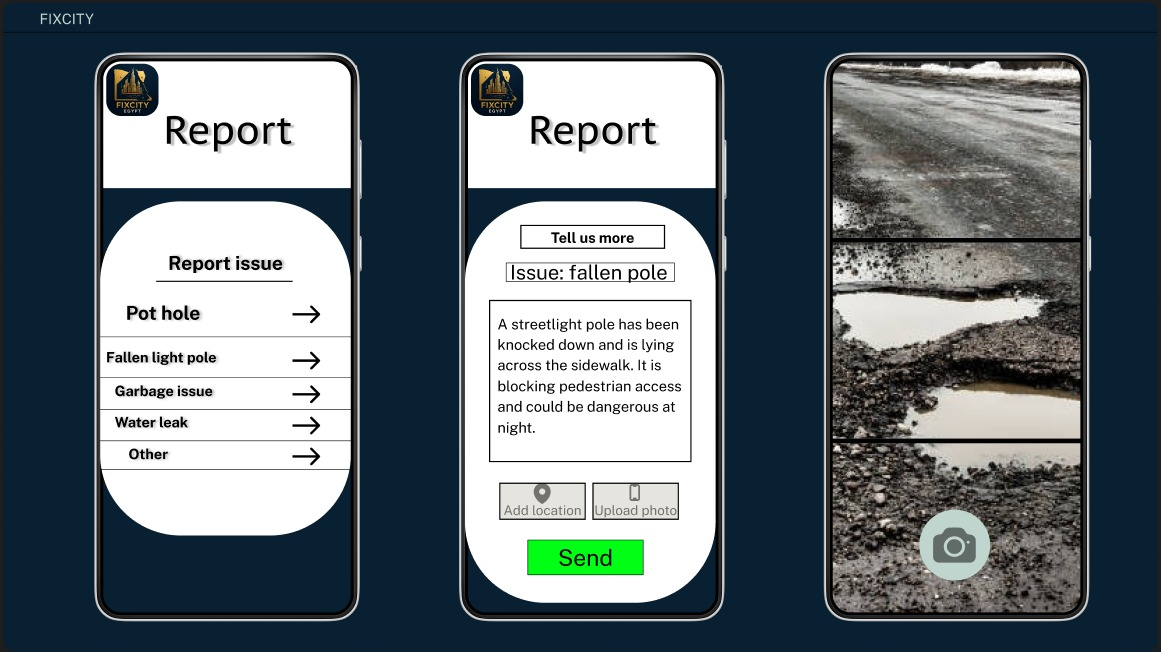 FIXCITY
FIXCITY
EGYPT
Report
Report issue
Pot hole
Fallen light pole
Garbage issue
Water leak
Other
FIXCITY
EGYPT
Report
Tell us more
Issue: fallen pole
A streetlight pole has been
knocked down and is lying
across the sidewalk. It is
blocking pedestrian access
and could be dangerous at
night.
Add location
Upload photo
Send